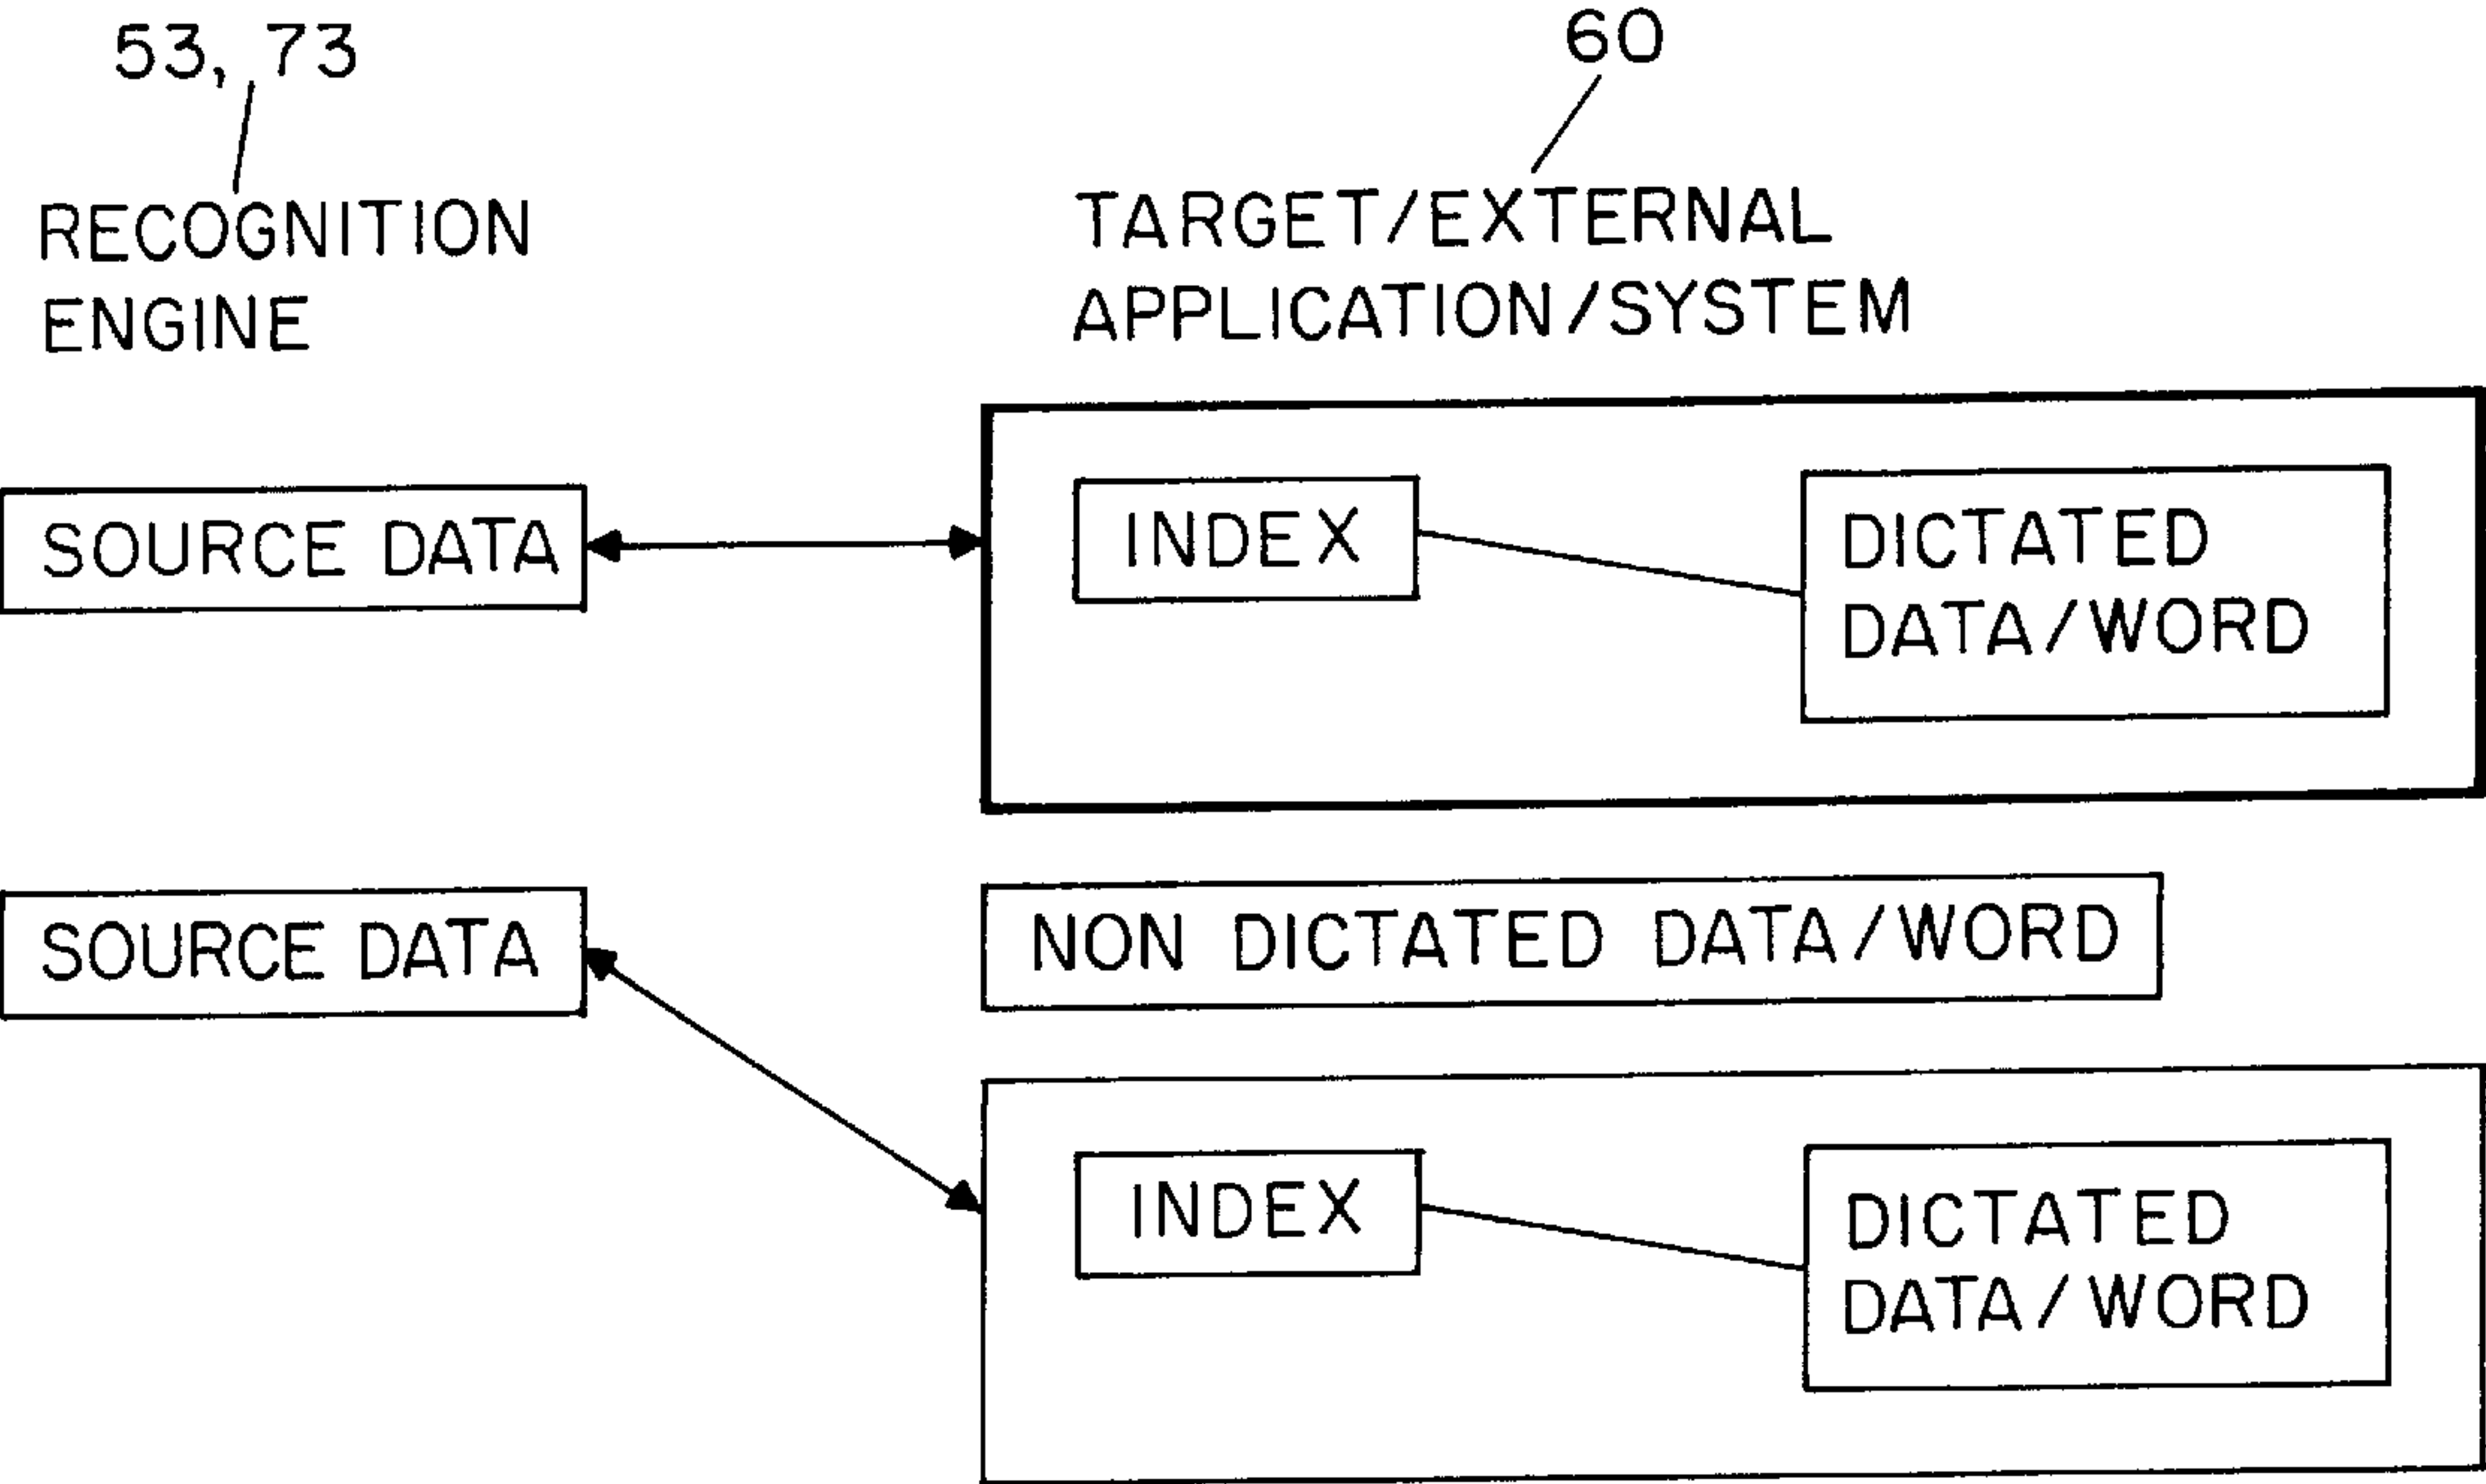 53, 73
60
RECOGNITION
ENGINE
TARGET/EXTERNAL
APPLICATION/SYSTEM
SOURCE DATA
INDEX
DICTATED
DATA/WORD
SOURCE DATA
NON DICTATED DATA/WORD
INDEX
DICTATED
DATA/WORD